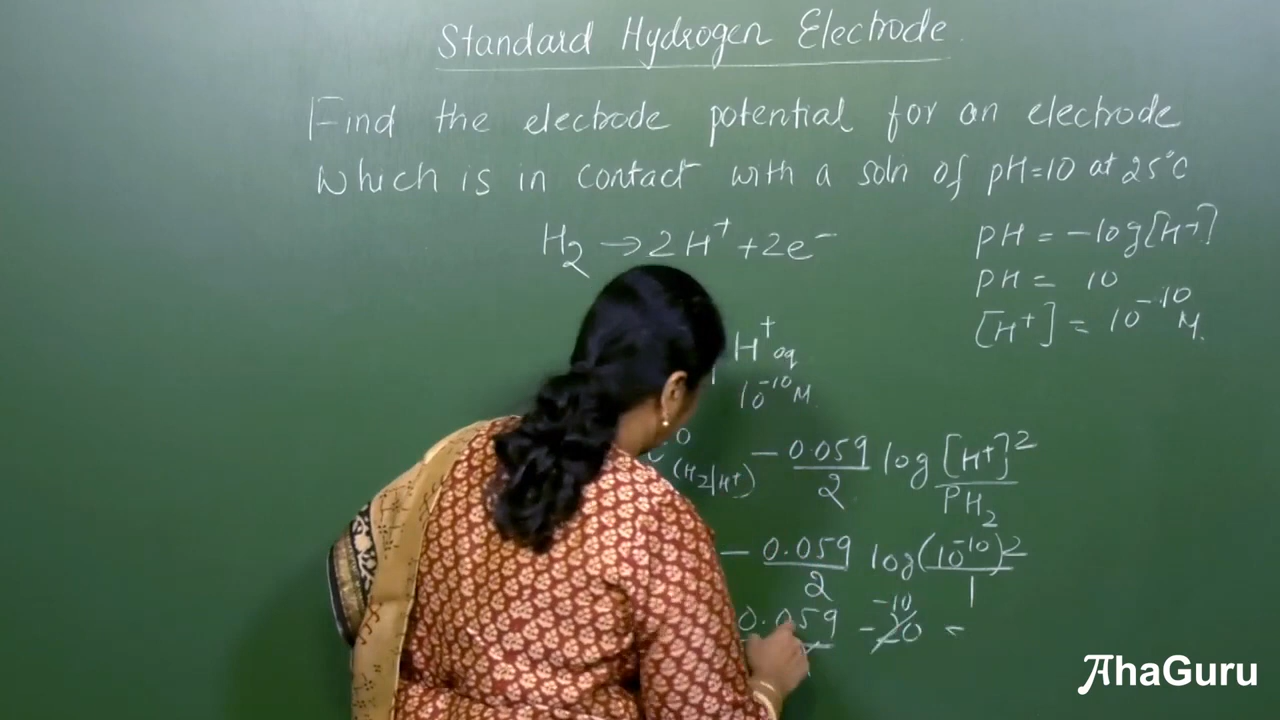 Standard Hydrogen Electrode.
Find the electrode potential for an electrode
which is in contact with a soln of pH=10 at 25°C
H₂ → 2H⁺ + 2e⁻
pH = -log[H⁺]
pH = 10
[H⁺] = 10⁻¹⁰ M.
H⁺aq
10⁻¹⁰ M
⁰(H₂|H⁺) - 0.059/2 log [H⁺]²/PH₂
- 0.059/2 log (10⁻¹⁰)²/1
-10
0.059 -20 =
AhaGuru